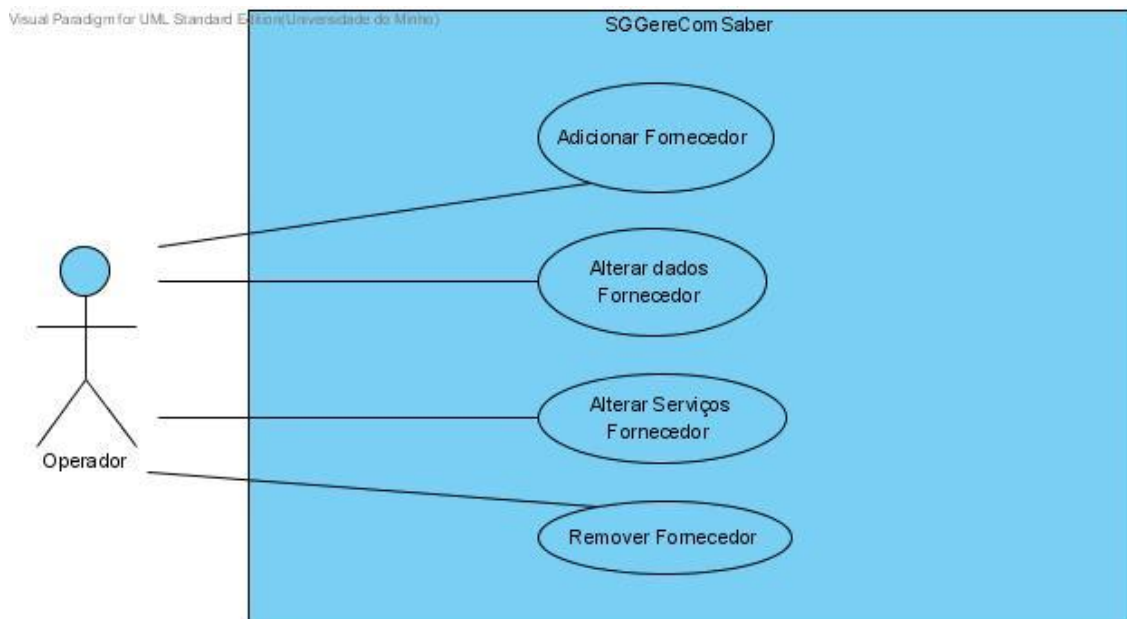 Visual Paradigm for UML Standard Edition(Universidade do Minho)
SGGereComSaber
Adicionar Fornecedor
Alterar dados
Fornecedor
Alterar Serviços
Fornecedor
Operador
Remover Fornecedor